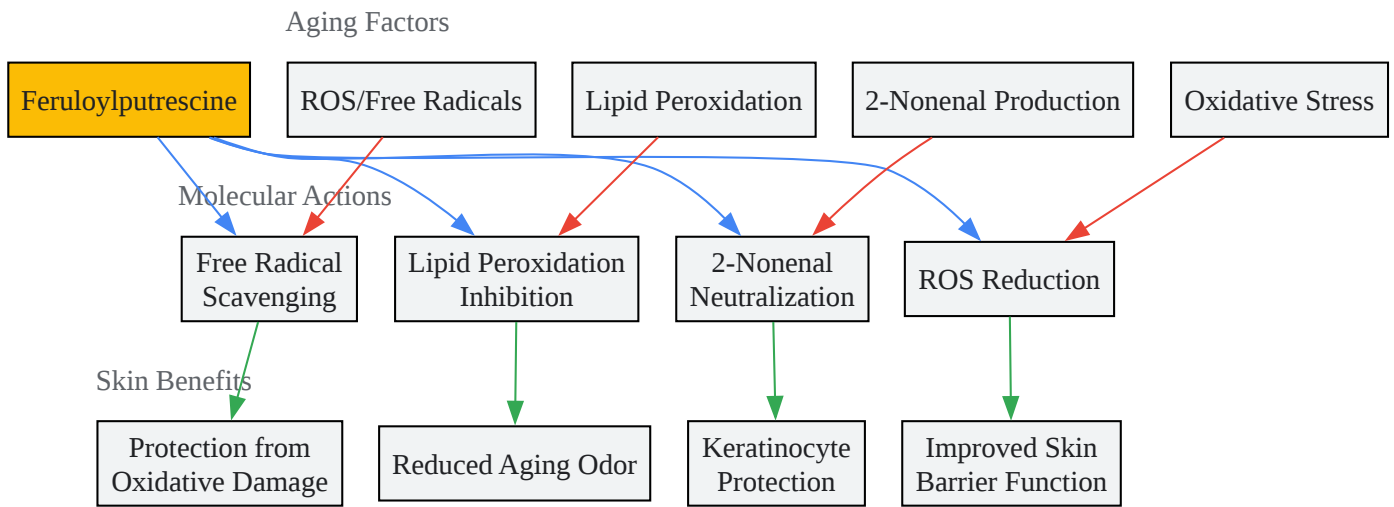 Aging Factors
Feruloylputrescine
ROS/Free Radicals
Lipid Peroxidation
2-Nonenal Production
Oxidative Stress
Molecular Actions
Free Radical
Scavenging
Lipid Peroxidation
Inhibition
2-Nonenal
Neutralization
ROS Reduction
Skin Benefits
Protection from
Oxidative Damage
Reduced Aging Odor
Keratinocyte
Protection
Improved Skin
Barrier Function